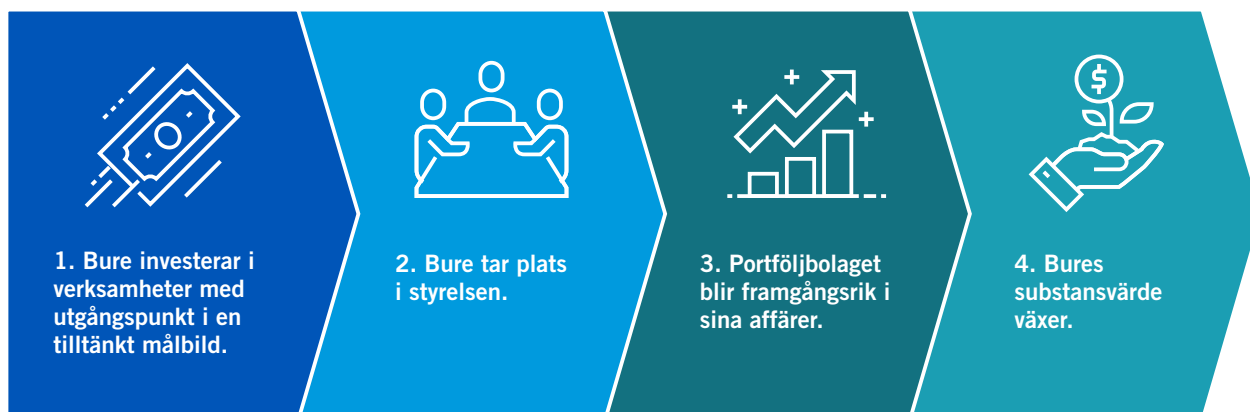 1. Bure investerar i
verksamheter med
utgångspunkt i en
tilltänkt målbild.
2. Bure tar plats
i styrelsen.
3. Portföljbolaget
blir framgångsrik i
sina affärer.
$
4. Bures
substansvärde
växer.